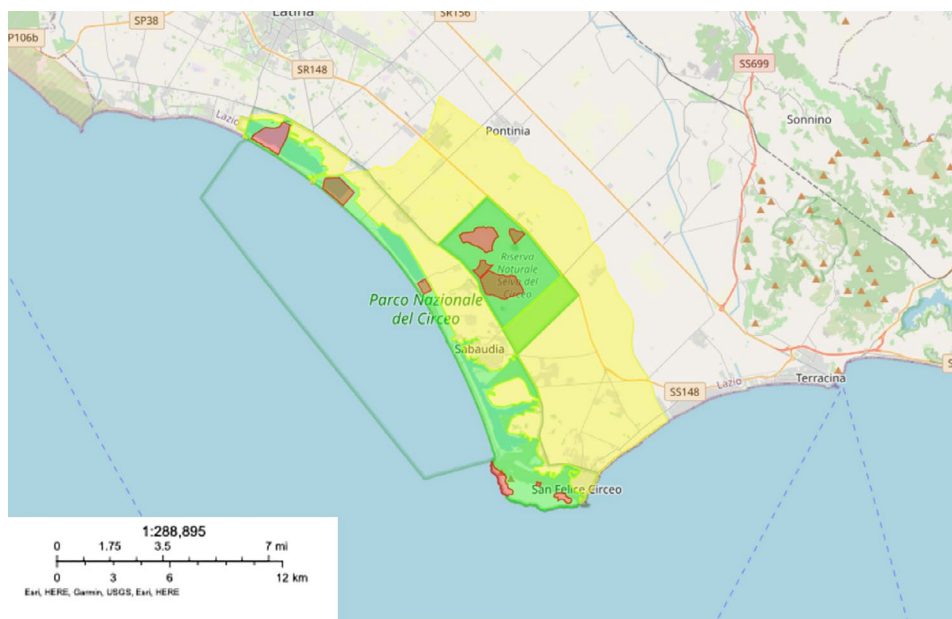 Latina
SR156
SP38
P106b
SR148
SS699
Lazio
Pontinia
Sonnino
Riserva
Naturale
Selva del
Circeo
Parco Nazionale
del Circeo
Sabaudia
Terracina
Lazio
SS148
San Felice Circeo
1:288,895
0 1.75 3.5 7 mi
0 3 6 12 km
Esri, HERE, Garmin, USGS, Esri, HERE